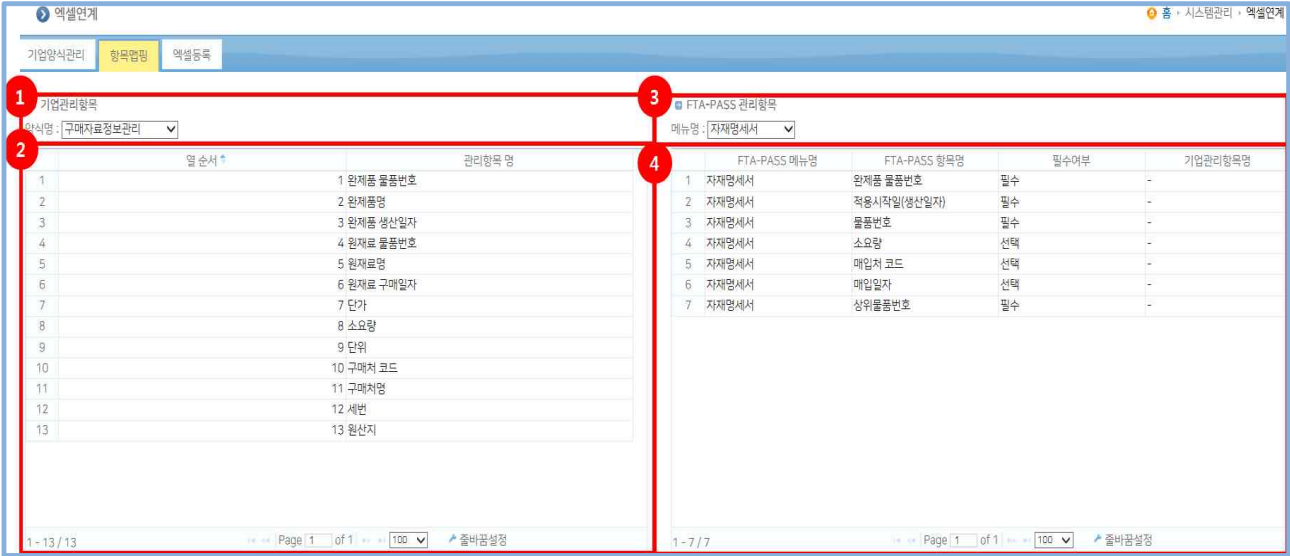 엑셀연계
홈 › 시스템관리 › 엑셀연계
기업양식관리 항목맵핑 엑셀등록
1 기업관리항목
양식명 : 구매자료정보관리
2
열 순서 관리항목 명
1 1 완제품 물품번호
2 2 완제품명
3 3 완제품 생산일자
4 4 원재료 물품번호
5 5 원재료명
6 6 원재료 구매일자
7 7 단가
8 8 소요량
9 9 단위
10 10 구매처 코드
11 11 구매처명
12 12 세번
13 13 원산지
1 - 13 / 13 Page 1 of 1 100 줄바꿈설정
3 FTA-PASS 관리항목
메뉴명 : 자재명세서
4
FTA-PASS 메뉴명 FTA-PASS 항목명 필수여부 기업관리항목명
1 자재명세서 완제품 물품번호 필수 -
2 자재명세서 적용시작일(생산일자) 필수 -
3 자재명세서 물품번호 필수 -
4 자재명세서 소요량 선택 -
5 자재명세서 매입처 코드 선택 -
6 자재명세서 매입일자 선택 -
7 자재명세서 상위물품번호 필수 -
1 - 7 / 7 Page 1 of 1 100 줄바꿈설정